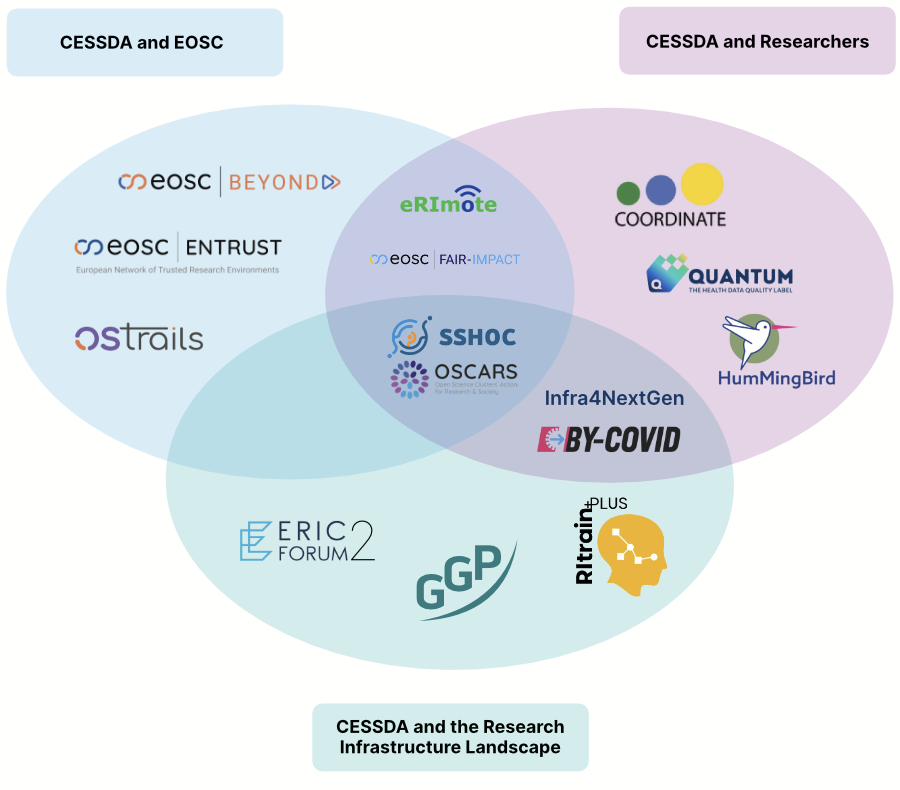 CESSDA and EOSC
CESSDA and Researchers
eosc BEYOND
eosc ENTRUST
European Network of Trusted Research Environments
OStrails
eRImote
eosc FAIR-IMPACT
COORDINATE
QUANTUM
THE HEALTH DATA QUALITY LABEL
HumMingBird
SSHOC
OSCARS
Open Science Clusters' Action
for Research & Society
Infra4NextGen
BY-COVID
ERIC
FORUM 2
GGP
RItrain+
PLUS
CESSDA and the Research
Infrastructure Landscape